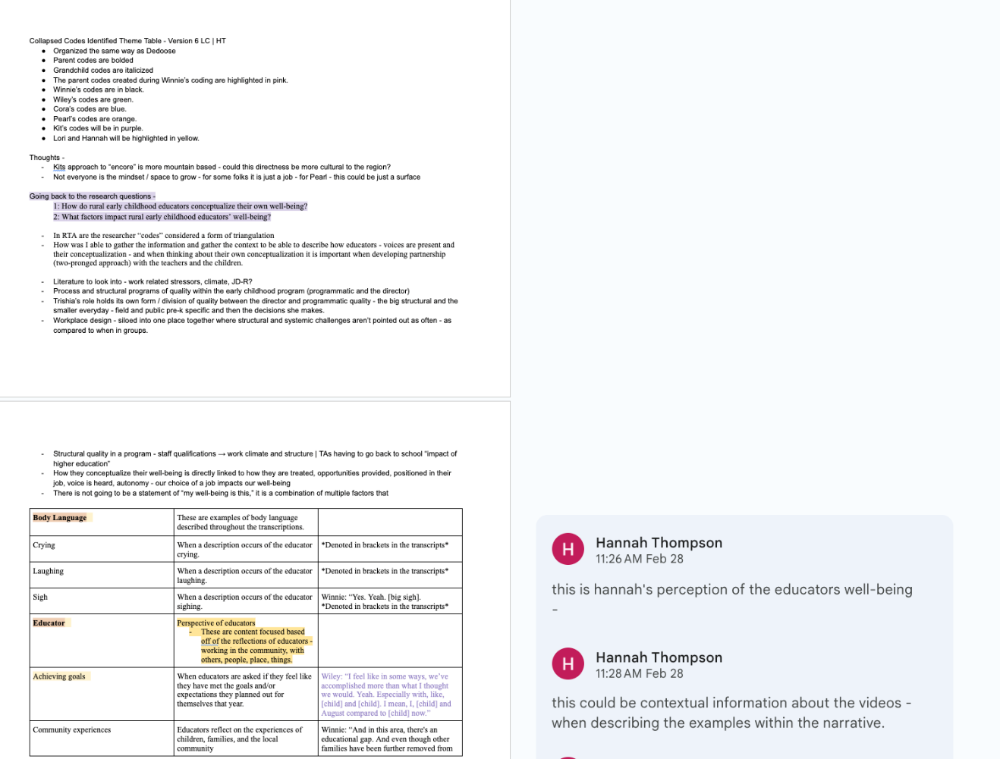 Collapsed Codes Identified Theme Table - Version 6 LC | HT
● Organized the same way as Dedoose
● Parent codes are bolded
● Grandchild codes are italicized
● The parent codes created during Winnie's coding are highlighted in pink.
● Winnie's codes are in black.
● Wiley's codes are green.
● Cora's codes are blue.
● Pearl's codes are orange.
● Kit's codes will be in purple.
● Lori and Hannah will be highlighted in yellow.
Thoughts -
- Kits approach to "encore" is more mountain based - could this directness be more cultural to the region?
- Not everyone is the mindset / space to grow - for some folks it is just a job - for Pearl - this could be just a surface
Going back to the research questions -
1: How do rural early childhood educators conceptualize their own well-being?
2: What factors impact rural early childhood educators' well-being?
- In RTA are the researcher "codes" considered a form of triangulation
- How was I able to gather the information and gather the context to be able to describe how educators - voices are present and
their conceptualization - and when thinking about their own conceptualization it is important when developing partnership
(two-pronged approach) with the teachers and the children.
- Literature to look into - work related stressors, climate, JD-R?
- Process and structural programs of quality within the early childhood program (programmatic and the director)
- Trishia's role holds its own form / division of quality between the director and programmatic quality - the big structural and the
smaller everyday - field and public pre-k specific and then the decisions she makes.
- Workplace design - siloed into one place together where structural and systemic challenges aren't pointed out as often - as
compared to when in groups.
- Structural quality in a program - staff qualifications → work climate and structure | TAs having to go back to school "impact of
higher education"
- How they conceptualize their well-being is directly linked to how they are treated, opportunities provided, positioned in their
job, voice is heard, autonomy - our choice of a job impacts our well-being
- There is not going to be a statement of "my well-being is this," it is a combination of multiple factors that
Body Language
These are examples of body language
described throughout the transcriptions.
Crying
When a description occurs of the educator
crying.
*Denoted in brackets in the transcripts*
Laughing
When a description occurs of the educator
laughing.
*Denoted in brackets in the transcripts*
Sigh
When a description occurs of the educator
sighing.
Winnie: "Yes. Yeah. [big sigh].
*Denoted in brackets in the transcripts*
Educator
Perspective of educators
- These are content focused based
off of the reflections of educators -
working in the community, with
others, people, place, things.
Achieving goals
When educators are asked if they feel like
they have met the goals and/or
expectations they planned out for
themselves that year.
Wiley: "I feel like in some ways, we've
accomplished more than what I thought
we would. Yeah. Especially with, like,
[child] and [child]. I mean, I, [child] and
August compared to [child] now."
Community experiences
Educators reflect on the experiences of
children, families, and the local
community
Winnie: "And in this area, there's an
educational gap. And even though other
families have been further removed from
H
Hannah Thompson
11:26 AM Feb 28
this is hannah's perception of the educators well-being
-
H
Hannah Thompson
11:28 AM Feb 28
this could be contextual information about the videos -
when describing the examples within the narrative.